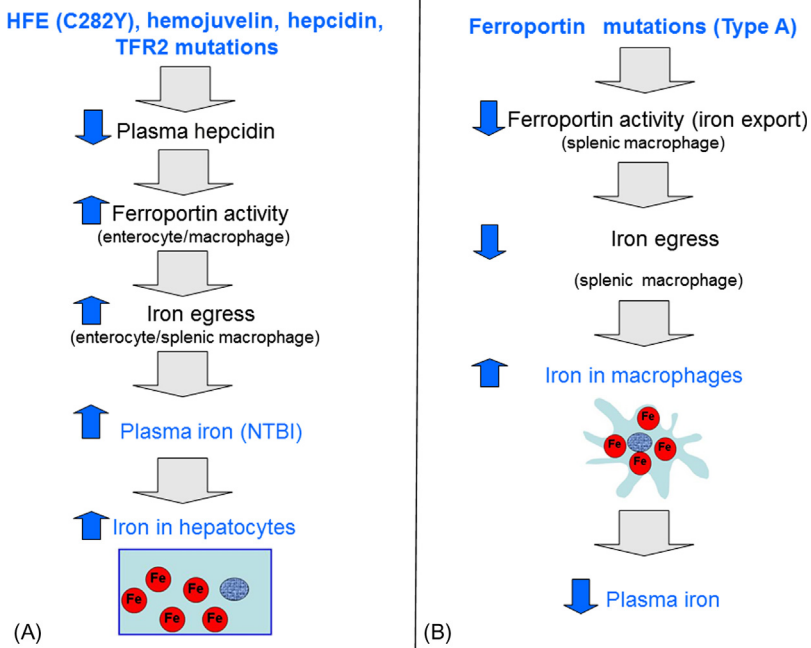 HFE (C282Y), hemojuvelin, hepcidin,
TFR2 mutations
Plasma hepcidin
Ferroportin activity
(enterocyte/macrophage)
Iron egress
(enterocyte/splenic macrophage)
Plasma iron (NTBI)
Iron in hepatocytes
Fe
Fe
Fe
Fe
Fe
(A)
Ferroportin mutations (Type A)
Ferroportin activity (iron export)
(splenic macrophage)
Iron egress
(splenic macrophage)
Iron in macrophages
Fe
Fe
Fe
Fe
Plasma iron
(B)